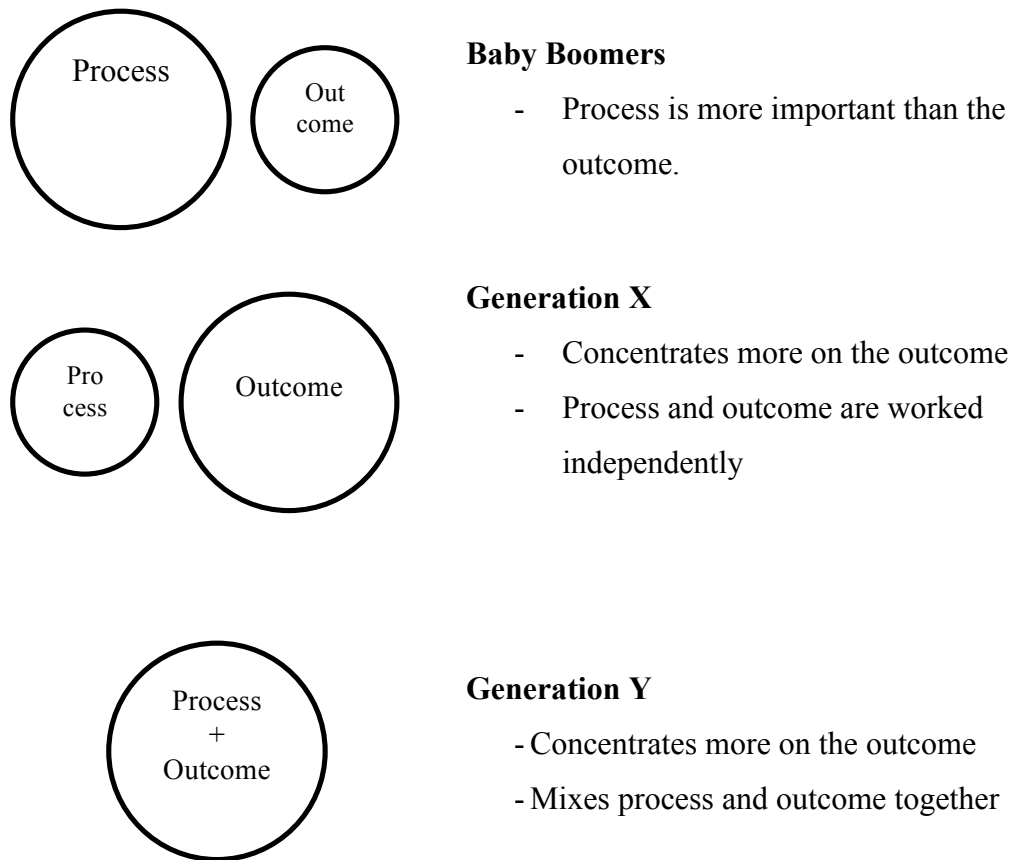 Process
Out
come
Baby Boomers
- Process is more important than the
outcome.
Pro
cess
Outcome
Generation X
- Concentrates more on the outcome
- Process and outcome are worked
independently
Process
+
Outcome
Generation Y
- Concentrates more on the outcome
- Mixes process and outcome together